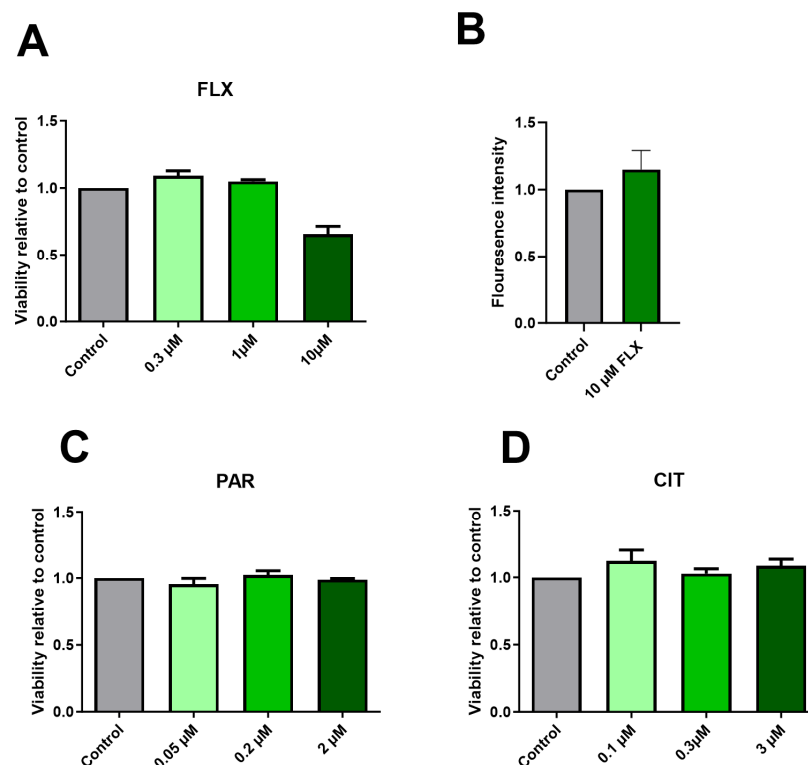 A
FLX
Viability relative to control
1.5
1.0
0.5
0.0
Control
0.3 µM
1µM
10µM
B
Flouresence intensity
1.5
1.0
0.5
0.0
Control
10 µM FLX
C
PAR
Viability relative to control
1.5
1.0
0.5
0.0
Control
0.05 µM
0.2 µM
2 µM
D
CIT
Viability relative to control
1.5
1.0
0.5
0.0
Control
0.1 µM
0.3µM
3 µM